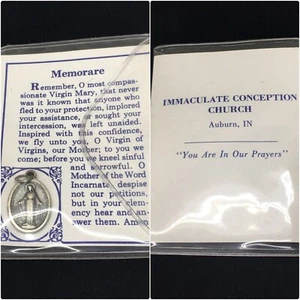 Memorare
REMEMBER, O most compas-
sionate Virgin Mary, that never
was it known that anyone who
fled to your protection, implored
your assistance, or sought your
intercession, was left unaided.
Inspired with this confidence,
we fly unto you, O Virgin of
Virgins, our Mother; to you we
come; before you we kneel sinful
and sorrowful. O
Mother of the Word
Incarnate, despise
not our petitions,
but in your clem-
ency hear and an-
swer them. Amen
IMMACULATE CONCEPTION
CHURCH
Auburn, IN
"You Are In Our Prayers"